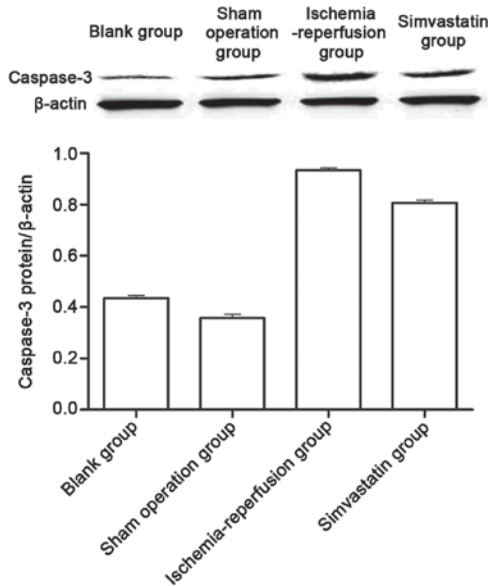 Blank group
Sham
operation
group
Ischemia
-reperfusion
group
Simvastatin
group
Caspase-3
β-actin
Caspase-3 protein/β-actin
1.0
0.8
0.6
0.4
0.2
0.0
Blank group
Sham operation group
Ischemia-reperfusion group
Simvastatin group